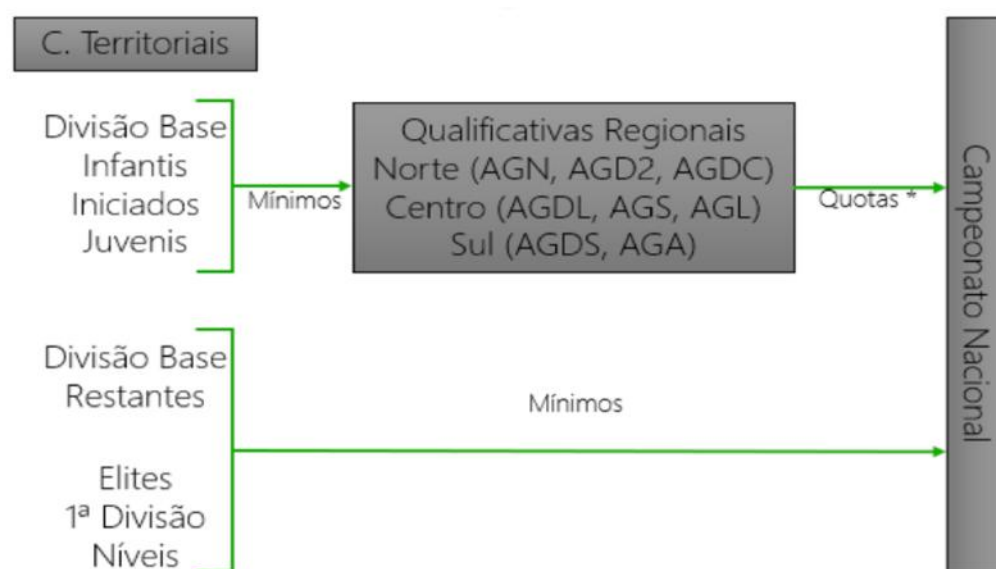 C. Territoriais
Divisão Base
Infantis
Iniciados
Juvenis
Mínimos
Qualificativas Regionais
Norte (AGN, AGD2, AGDC)
Centro (AGDL, AGS, AGL)
Sul (AGDS, AGA)
Quotas *
Campeonato Nacional
Divisão Base
Restantes
Elites
1ª Divisão
Níveis
Mínimos